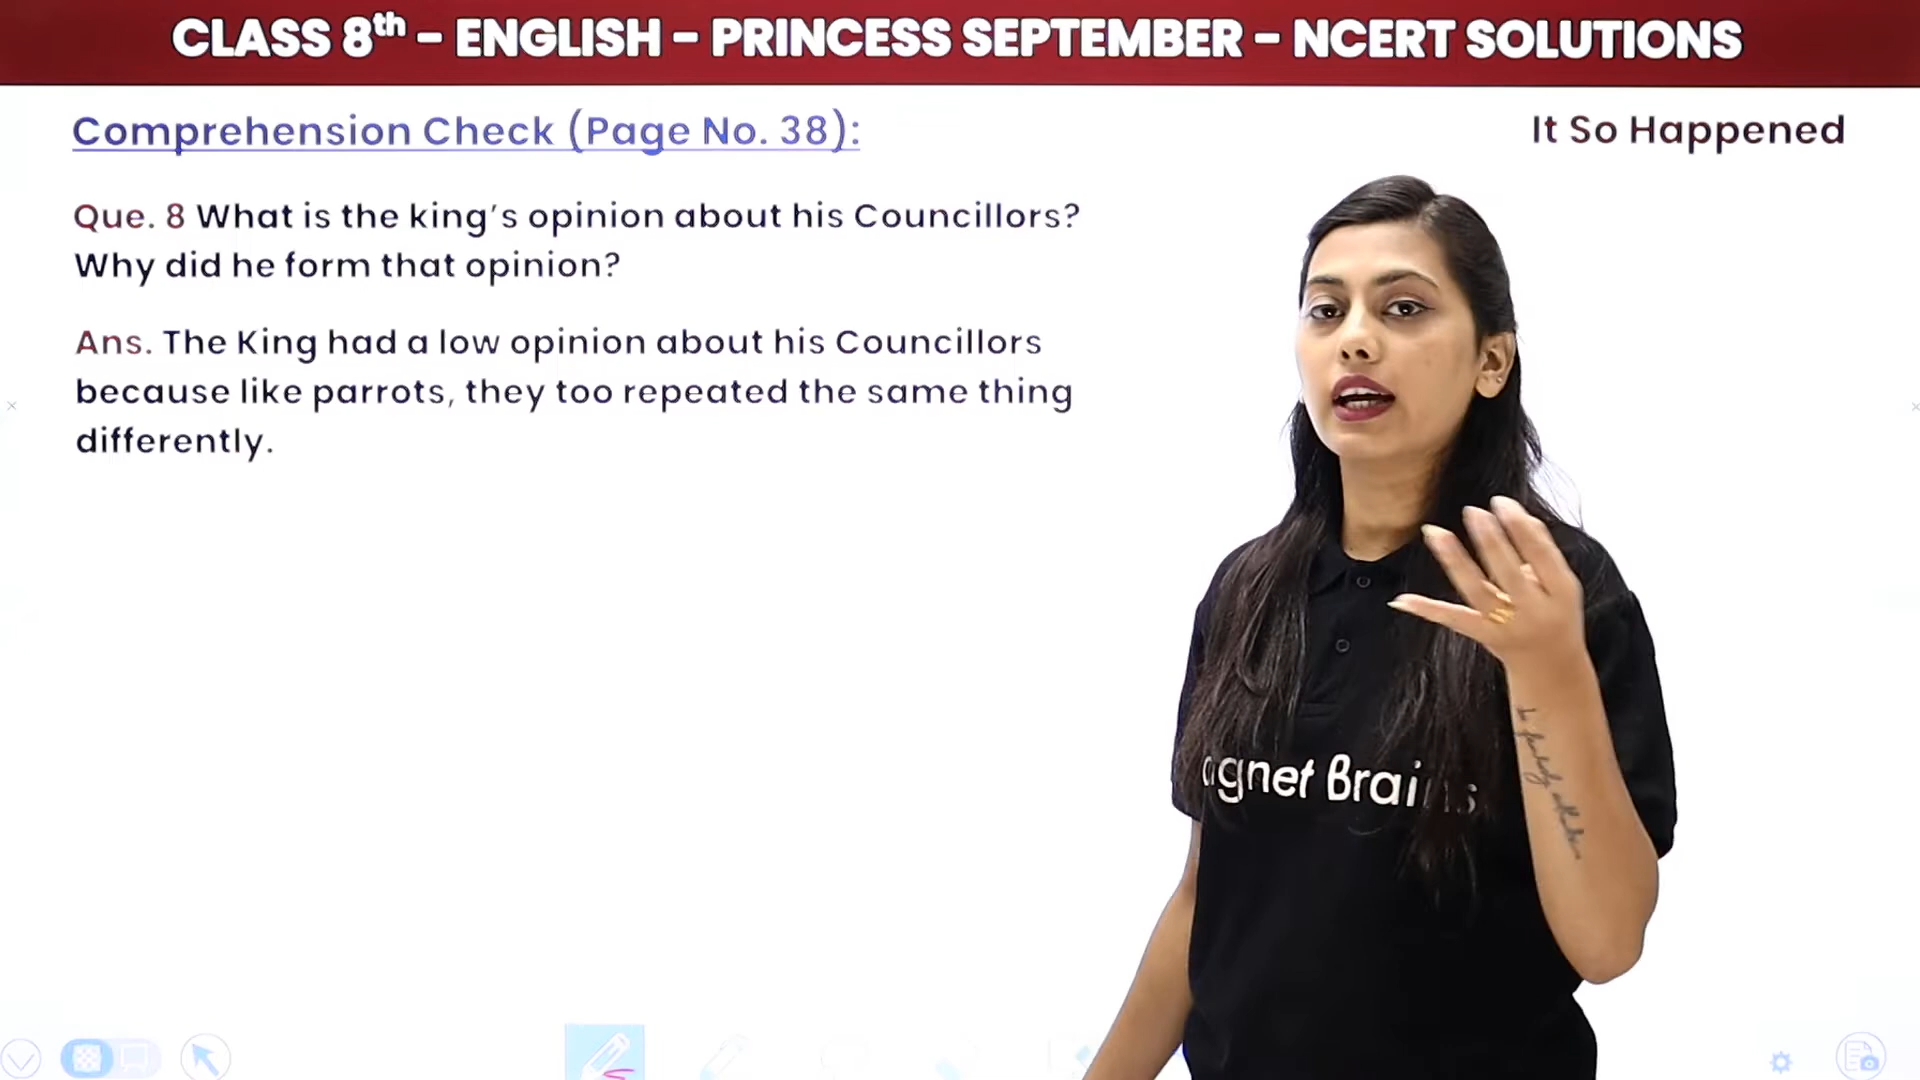 CLASS 8th – ENGLISH – PRINCESS SEPTEMBER – NCERT SOLUTIONS
Comprehension Check (Page No. 38):
It So Happened
Que. 8 What is the king’s opinion about his Councillors?
Why did he form that opinion?
Ans. The King had a low opinion about his Councillors
because like parrots, they too repeated the same thing
differently.
agnet Brains